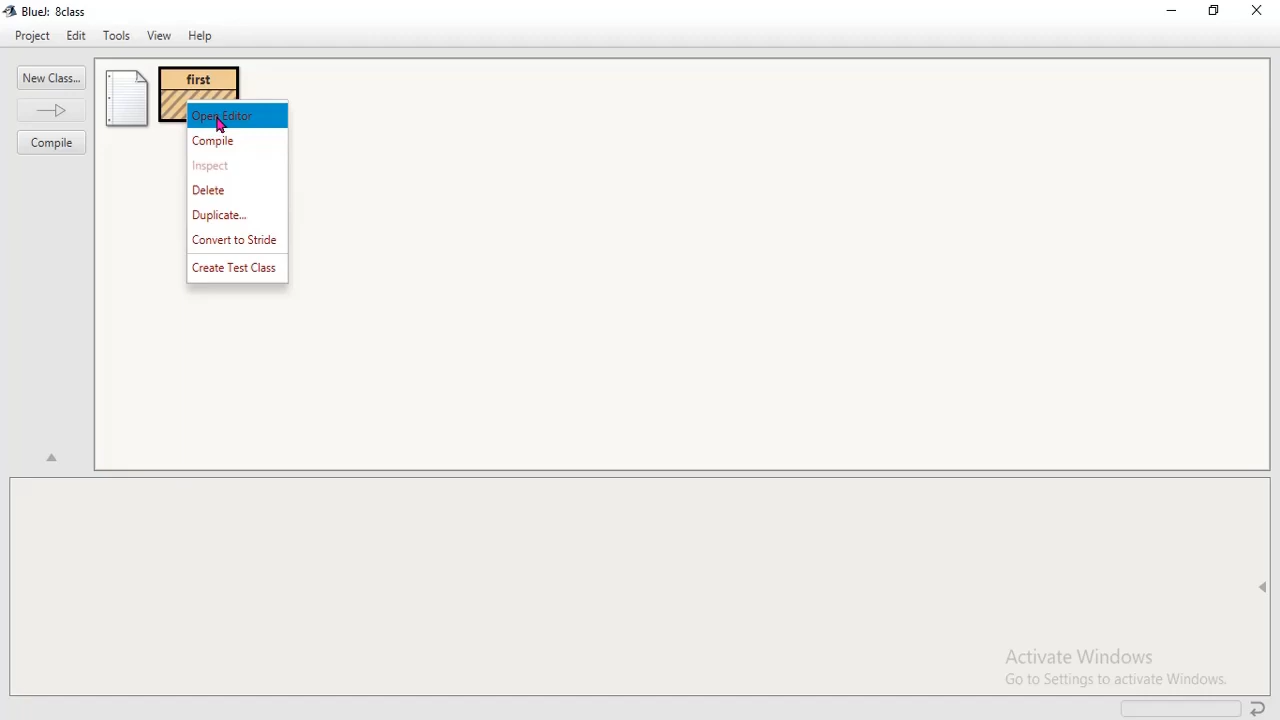 BlueJ: 8class
Project Edit Tools View Help
New Class...
Compile
first
Open Editor
Compile
Inspect
Delete
Duplicate...
Convert to Stride
Create Test Class
Activate Windows
Go to Settings to activate Windows.